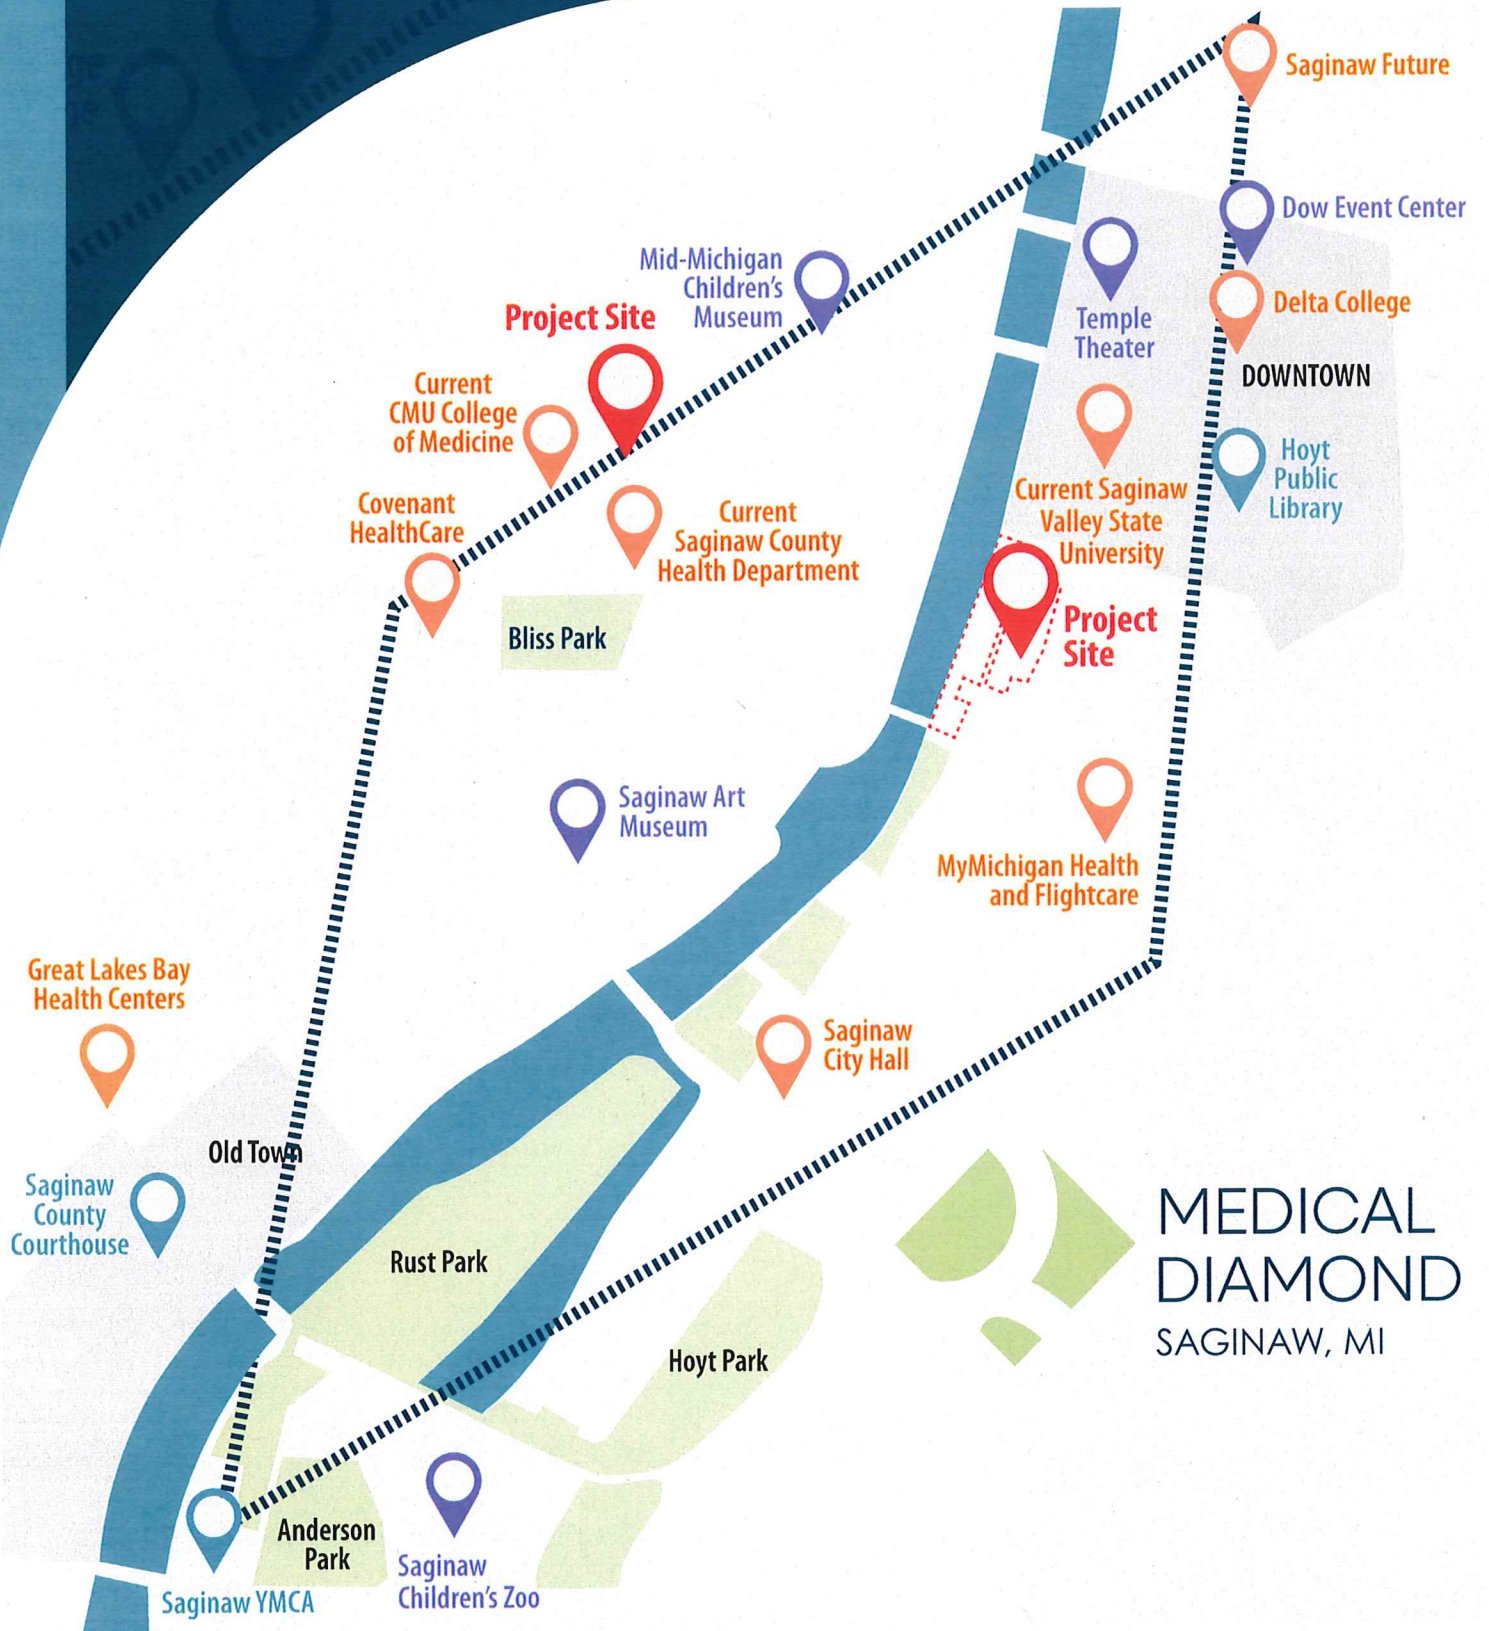 Saginaw Future
Dow Event Center
Mid-Michigan
Children's
Museum
Project Site
Temple
Theater
Delta College
DOWNTOWN
Current
CMU College
of Medicine
Hoyt
Public
Library
Covenant
HealthCare
Current
Saginaw County
Health Department
Current Saginaw
Valley State
University
Bliss Park
Project
Site
Saginaw Art
Museum
MyMichigan Health
and Flightcare
Great Lakes Bay
Health Centers
Saginaw
City Hall
Old Town
Saginaw
County
Courthouse
Rust Park
MEDICAL
DIAMOND
SAGINAW, MI
Hoyt Park
Anderson
Park
Saginaw
Children's Zoo
Saginaw YMCA